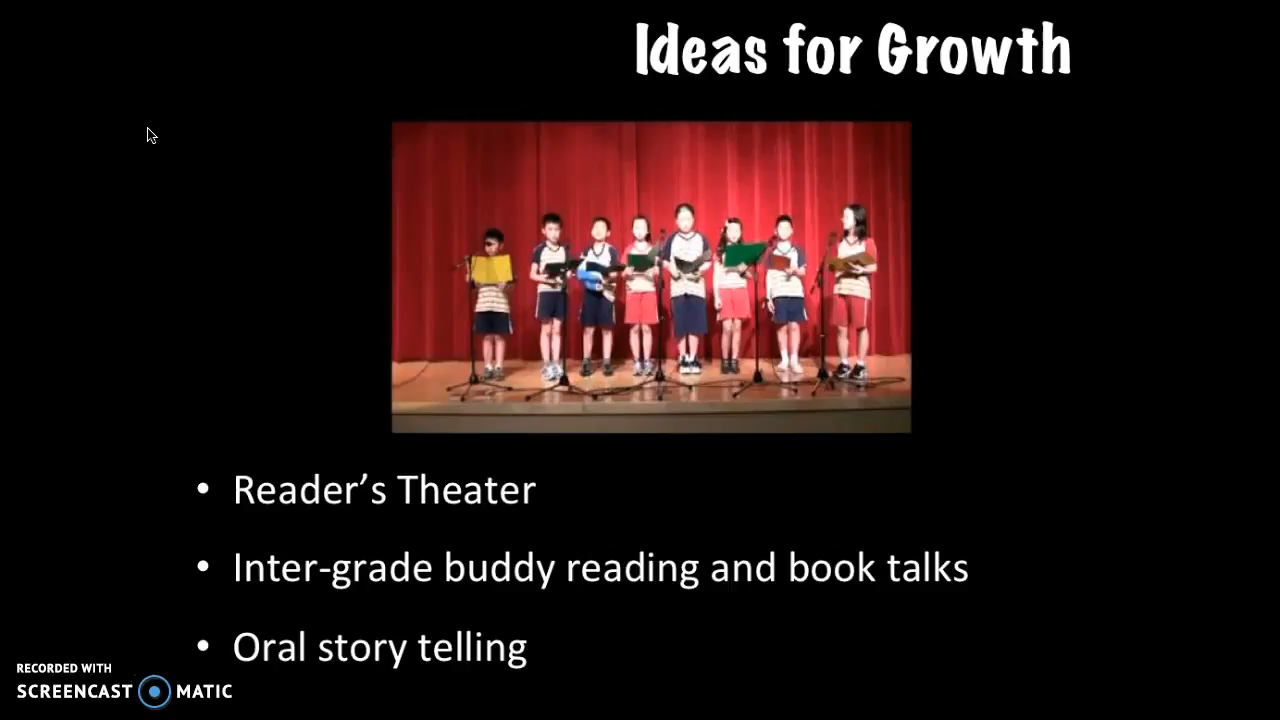 Ideas for Growth
• Reader's Theater
• Inter-grade buddy reading and book talks
• Oral story telling
RECORDED WITH
SCREENCAST MATIC